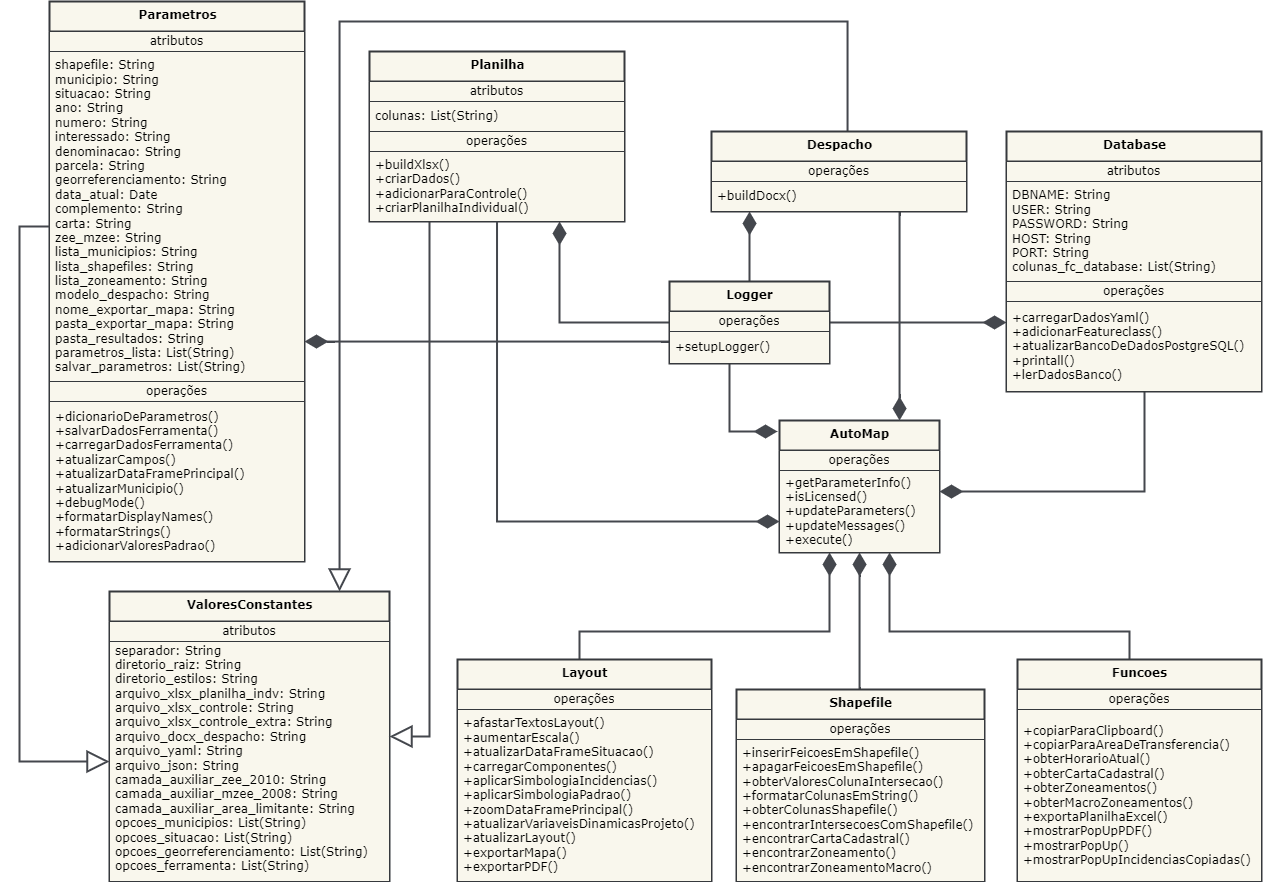 Parametros
atributos
shapefile: String
municipio: String
situacao: String
ano: String
numero: String
interessado: String
denominacao: String
parcela: String
georreferenciamento: String
data_atual: Date
complemento: String
carta: String
zee_mzee: String
lista_municipios: String
lista_shapefiles: String
lista_zoneamento: String
modelo_despacho: String
nome_exportar_mapa: String
pasta_exportar_mapa: String
pasta_resultados: String
parametros_lista: List(String)
salvar_parametros: List(String)
operações
+dicionarioDeParametros()
+salvarDadosFerramenta()
+carregarDadosFerramenta()
+atualizarCampos()
+atualizarDataFramePrincipal()
+atualizarMunicipio()
+debugMode()
+formatarDisplayNames()
+formatarStrings()
+adicionarValoresPadrao()
Planilha
atributos
colunas: List(String)
operações
+buildXlsx()
+criarDados()
+adicionarParaControle()
+criarPlanilhaIndividual()
Despacho
operações
+buildDocx()
Database
atributos
DBNAME: String
USER: String
PASSWORD: String
HOST: String
PORT: String
colunas_fc_database: List(String)
operações
+carregarDadosYaml()
+adicionarFeatureclass()
+atualizarBancoDeDadosPostgreSQL()
+printall()
+lerDadosBanco()
Logger
operações
+setupLogger()
AutoMap
operações
+getParameterInfo()
+isLicensed()
+updateParameters()
+updateMessages()
+execute()
ValoresConstantes
atributos
separador: String
diretorio_raiz: String
diretorio_estilos: String
arquivo_xlsx_planilha_indv: String
arquivo_xlsx_controle: String
arquivo_xlsx_controle_extra: String
arquivo_docx_despacho: String
arquivo_yaml: String
arquivo_json: String
camada_auxiliar_zee_2010: String
camada_auxiliar_mzee_2008: String
camada_auxiliar_area_limitante: String
opcoes_municipios: List(String)
opcoes_situacao: List(String)
opcoes_georreferenciamento: List(String)
opcoes_ferramenta: List(String)
Layout
operações
+afastarTextosLayout()
+aumentarEscala()
+atualizarDataFrameSituacao()
+carregarComponentes()
+aplicarSimbologiaIncidencias()
+aplicarSimbologiaPadrao()
+zoomDataFramePrincipal()
+atualizarVariaveisDinamicasProjeto()
+atualizarLayout()
+exportarMapa()
+exportarPDF()
Shapefile
operações
+inserirFeicoesEmShapefile()
+apagarFeicoesEmShapefile()
+obterValoresColunaIntersecao()
+formatarColunasEmString()
+obterColunasShapefile()
+encontrarIntersecoesComShapefile()
+encontrarCartaCadastral()
+encontrarZoneamento()
+encontrarZoneamentoMacro()
Funcoes
operações
+copiarParaClipboard()
+copiarParaAreaDeTransferencia()
+obterHorarioAtual()
+obterCartaCadastral()
+obterZoneamentos()
+obterMacroZoneamentos()
+exportaPlanilhaExcel()
+mostrarPopUpPDF()
+mostrarPopUp()
+mostrarPopUpIncidenciasCopiadas()